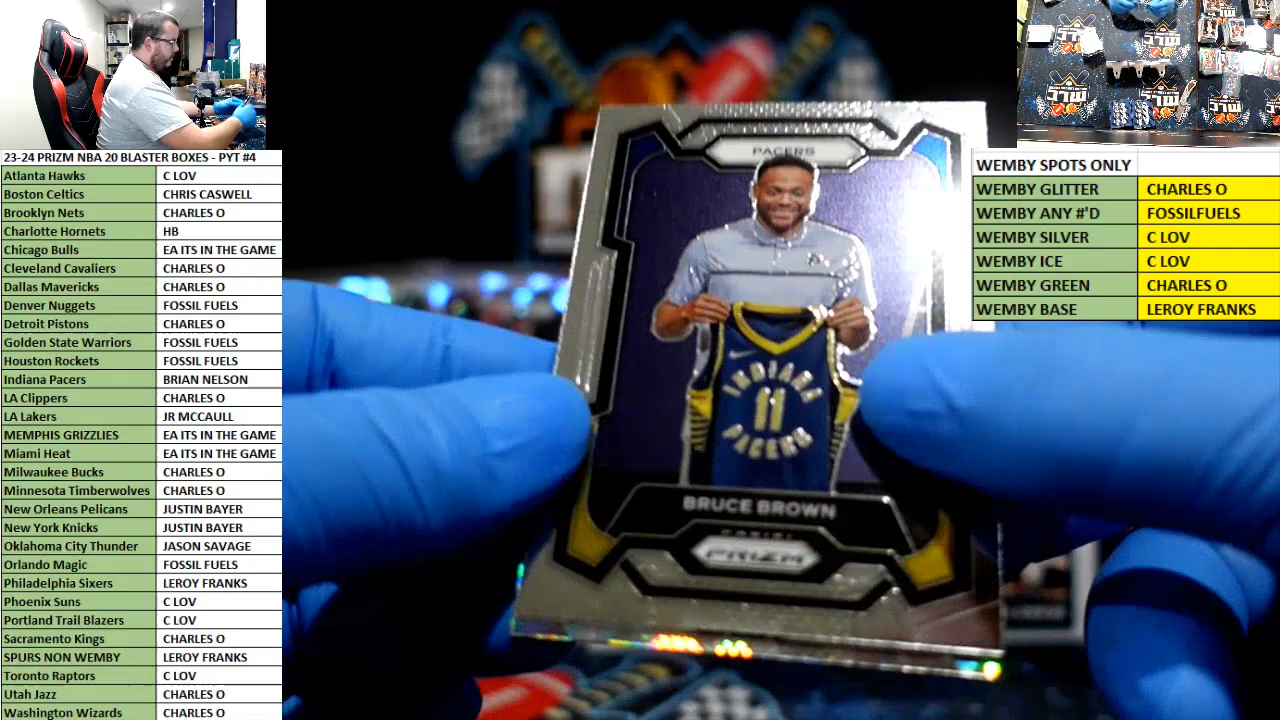 23-24 PRIZM NBA 20 BLASTER BOXES - PYT #4
Atlanta Hawks C LOV
Boston Celtics CHRIS CASWELL
Brooklyn Nets CHARLES O
Charlotte Hornets HB
Chicago Bulls EA ITS IN THE GAME
Cleveland Cavaliers CHARLES O
Dallas Mavericks CHARLES O
Denver Nuggets FOSSIL FUELS
Detroit Pistons CHARLES O
Golden State Warriors FOSSIL FUELS
Houston Rockets FOSSIL FUELS
Indiana Pacers BRIAN NELSON
LA Clippers CHARLES O
LA Lakers JR MCCAULL
MEMPHIS GRIZZLIES EA ITS IN THE GAME
Miami Heat EA ITS IN THE GAME
Milwaukee Bucks CHARLES O
Minnesota Timberwolves CHARLES O
New Orleans Pelicans JUSTIN BAYER
New York Knicks JUSTIN BAYER
Oklahoma City Thunder JASON SAVAGE
Orlando Magic FOSSIL FUELS
Philadelphia Sixers LEROY FRANKS
Phoenix Suns C LOV
Portland Trail Blazers C LOV
Sacramento Kings CHARLES O
SPURS NON WEMBY LEROY FRANKS
Toronto Raptors C LOV
Utah Jazz CHARLES O
Washington Wizards CHARLES O
PACERS
INDIANA
11
PACERS
BRUCE BROWN
PANINI
PRIZM
WEMBY SPOTS ONLY
WEMBY GLITTER CHARLES O
WEMBY ANY #'D FOSSILFUELS
WEMBY SILVER C LOV
WEMBY ICE C LOV
WEMBY GREEN CHARLES O
WEMBY BASE LEROY FRANKS